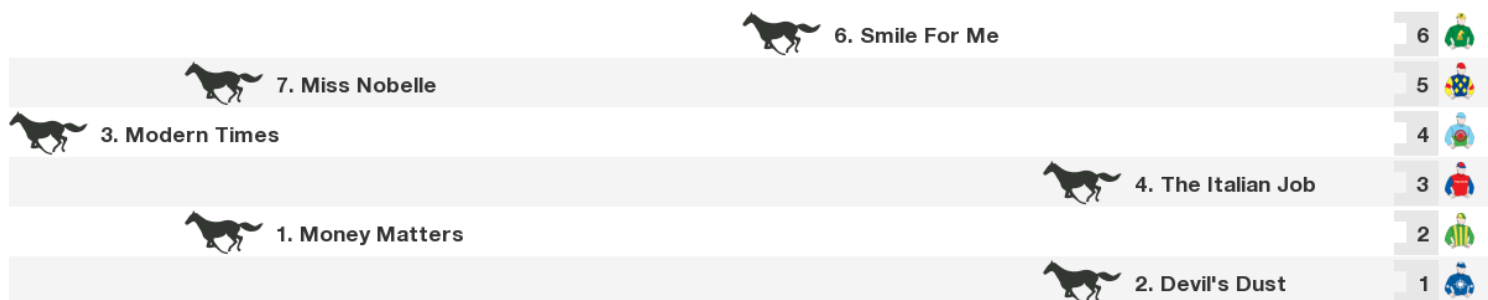 6. Smile For Me 6
7. Miss Nobelle 5
3. Modern Times 4
4. The Italian Job 3
1. Money Matters 2
2. Devil's Dust 1